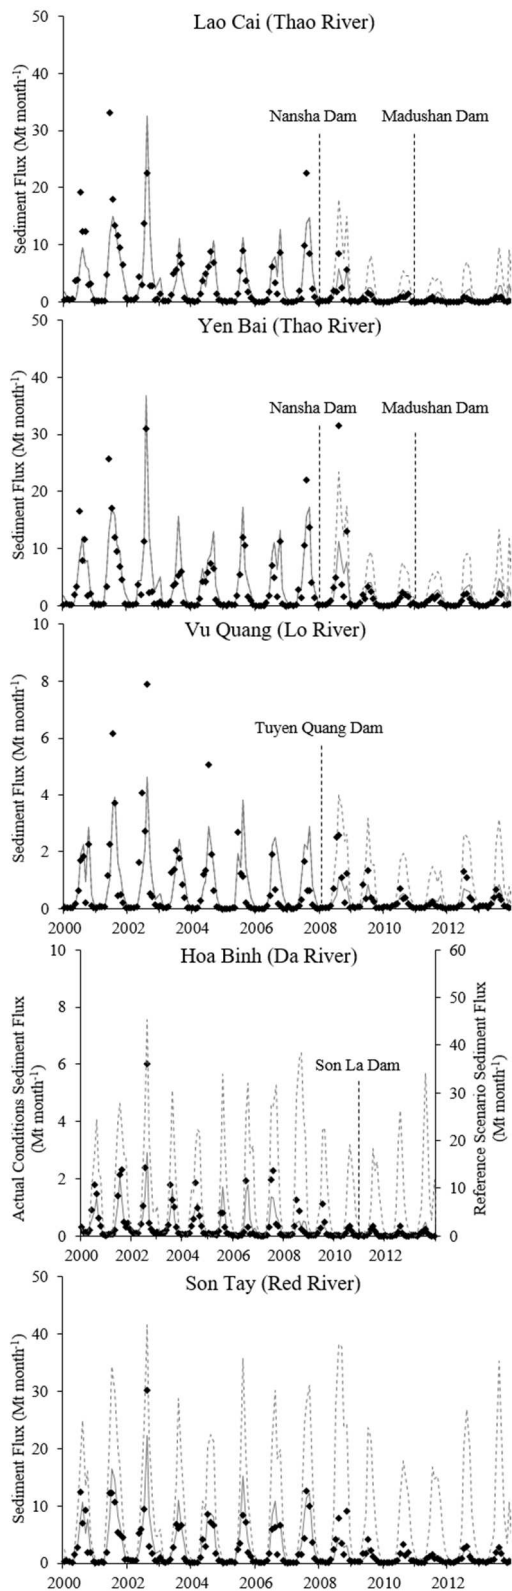 Lao Cai (Thao River)
Sediment Flux (Mt month-1)
50
40
30
20
10
0
Nansha Dam
Madushan Dam
Yen Bai (Thao River)
Sediment Flux (Mt month-1)
50
40
30
20
10
0
Nansha Dam
Madushan Dam
Vu Quang (Lo River)
Sediment Flux (Mt month-1)
10
8
6
4
2
0
Tuyen Quang Dam
2000 2002 2004 2006 2008 2010 2012
Hoa Binh (Da River)
Actual Conditions Sediment Flux
(Mt month-1)
10
8
6
4
2
0
Son La Dam
60
50
40
30
20
10
0
Reference Scenario Sediment Flux
(Mt month-1)
2000 2002 2004 2006 2008 2010 2012
Son Tay (Red River)
Sediment Flux (Mt month-1)
50
40
30
20
10
0
2000 2002 2004 2006 2008 2010 2012